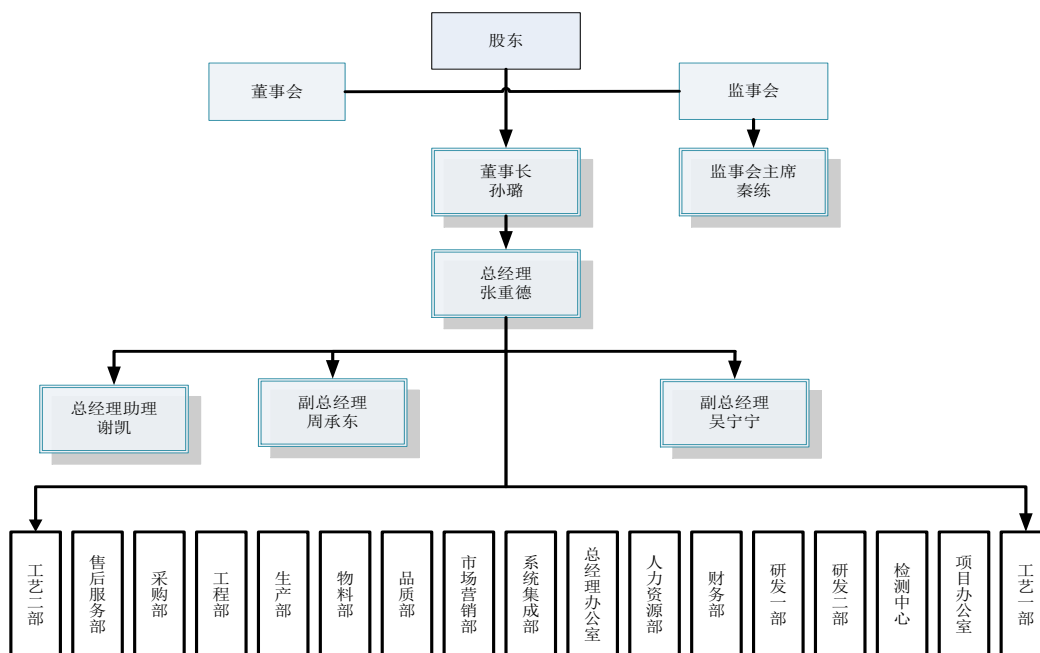 股东
董事会
监事会
董事长
孙璐
监事会主席
秦练
总经理
张重德
总经理助理
谢凯
副总经理
周承东
副总经理
吴宁宁
工艺二部
售后服务部
采购部
工程部
生产部
物料部
品质部
市场营销部
系统集成部
总经理办公室
人力资源部
财务部
研发一部
研发二部
检测中心
项目办公室
工艺一部